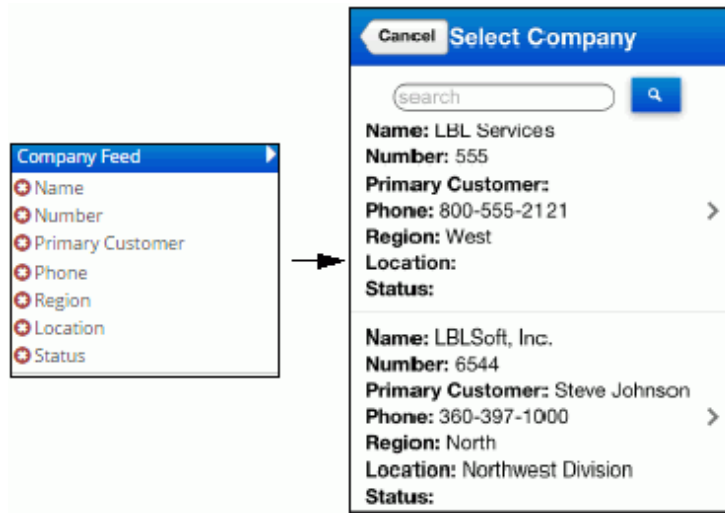 Company Feed
Name
Number
Primary Customer
Phone
Region
Location
Status
Cancel Select Company
search
Name: LBL Services
Number: 555
Primary Customer:
Phone: 800-555-2121
Region: West
Location:
Status:
Name: LBLSoft, Inc.
Number: 6544
Primary Customer: Steve Johnson
Phone: 360-397-1000
Region: North
Location: Northwest Division
Status: